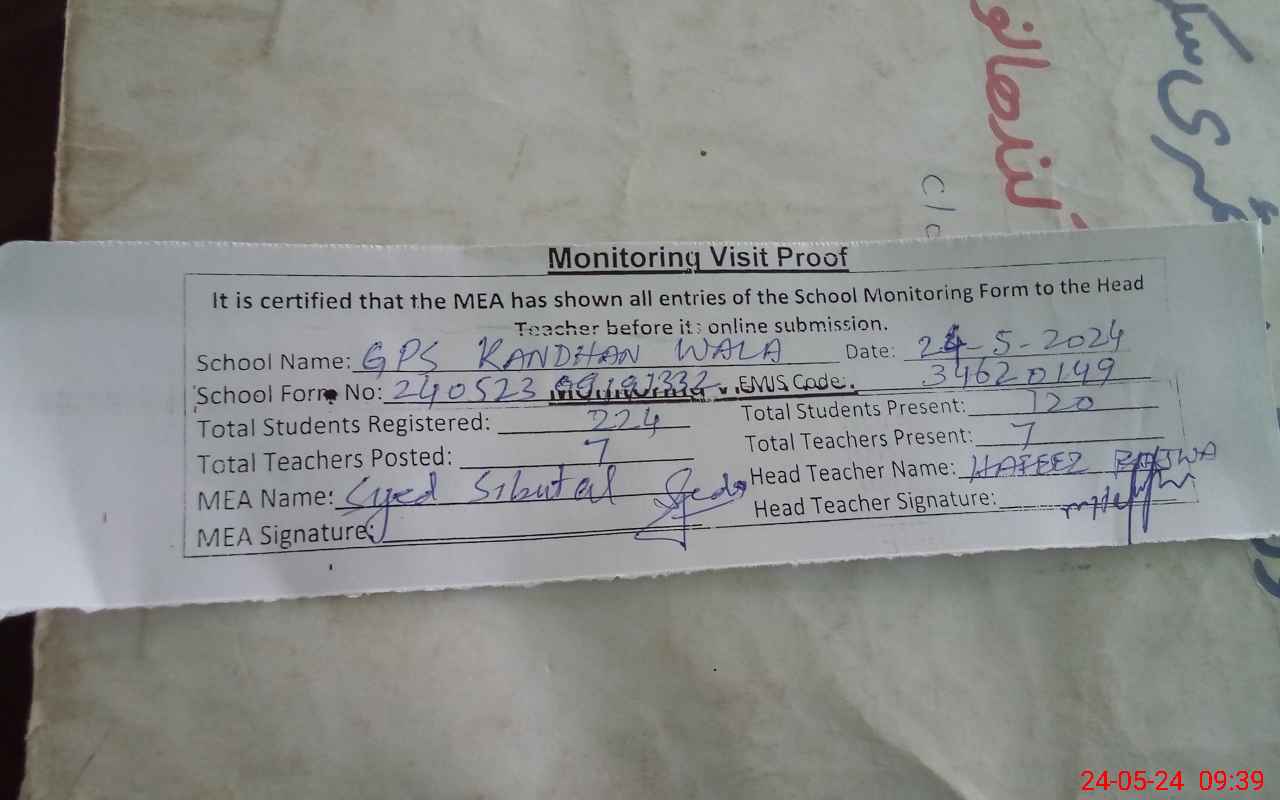 Monitoring Visit Proof
It is certified that the MEA has shown all entries of the School Monitoring Form to the Head
Teacher before its online submission.
School Name: GPS KANDHAN WALA Date: 24-5-2024
School Form No: 240523 EMIS Code: 34620149
Total Students Registered: 224 Total Students Present: 120
Total Teachers Posted: 7 Total Teachers Present: 7
MEA Name: Syed Head Teacher Name: HAFEEZ BAJWA
MEA Signature: Head Teacher Signature:
24-05-24 09:39